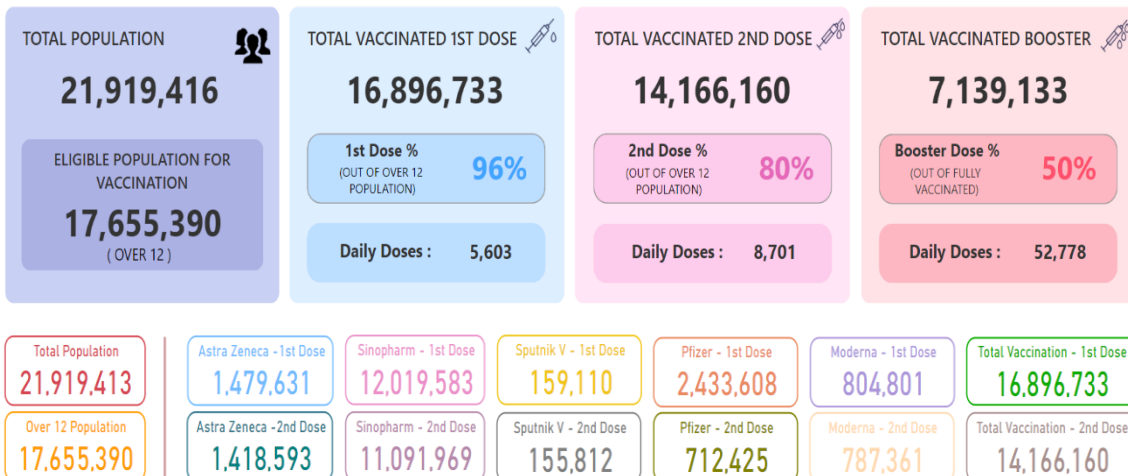 TOTAL POPULATION
21,919,416
ELIGIBLE POPULATION FOR
VACCINATION
17,655,390
( OVER 12 )
TOTAL VACCINATED 1ST DOSE
16,896,733
1st Dose %
(OUT OF OVER 12
POPULATION)
96%
Daily Doses : 5,603
TOTAL VACCINATED 2ND DOSE
14,166,160
2nd Dose %
(OUT OF OVER 12
POPULATION)
80%
Daily Doses : 8,701
TOTAL VACCINATED BOOSTER
7,139,133
Booster Dose %
(OUT OF FULLY
VACCINATED)
50%
Daily Doses : 52,778
Total Population
21,919,413
Astra Zeneca -1st Dose
1,479,631
Sinopharm - 1st Dose
12,019,583
Sputnik V - 1st Dose
159,110
Pfizer - 1st Dose
2,433,608
Moderna - 1st Dose
804,801
Total Vaccination - 1st Dose
16,896,733
Over 12 Population
17,655,390
Astra Zeneca -2nd Dose
1,418,593
Sinopharm - 2nd Dose
11,091,969
Sputnik V - 2nd Dose
155,812
Pfizer - 2nd Dose
712,425
Moderna - 2nd Dose
787,361
Total Vaccination - 2nd Dose
14,166,160